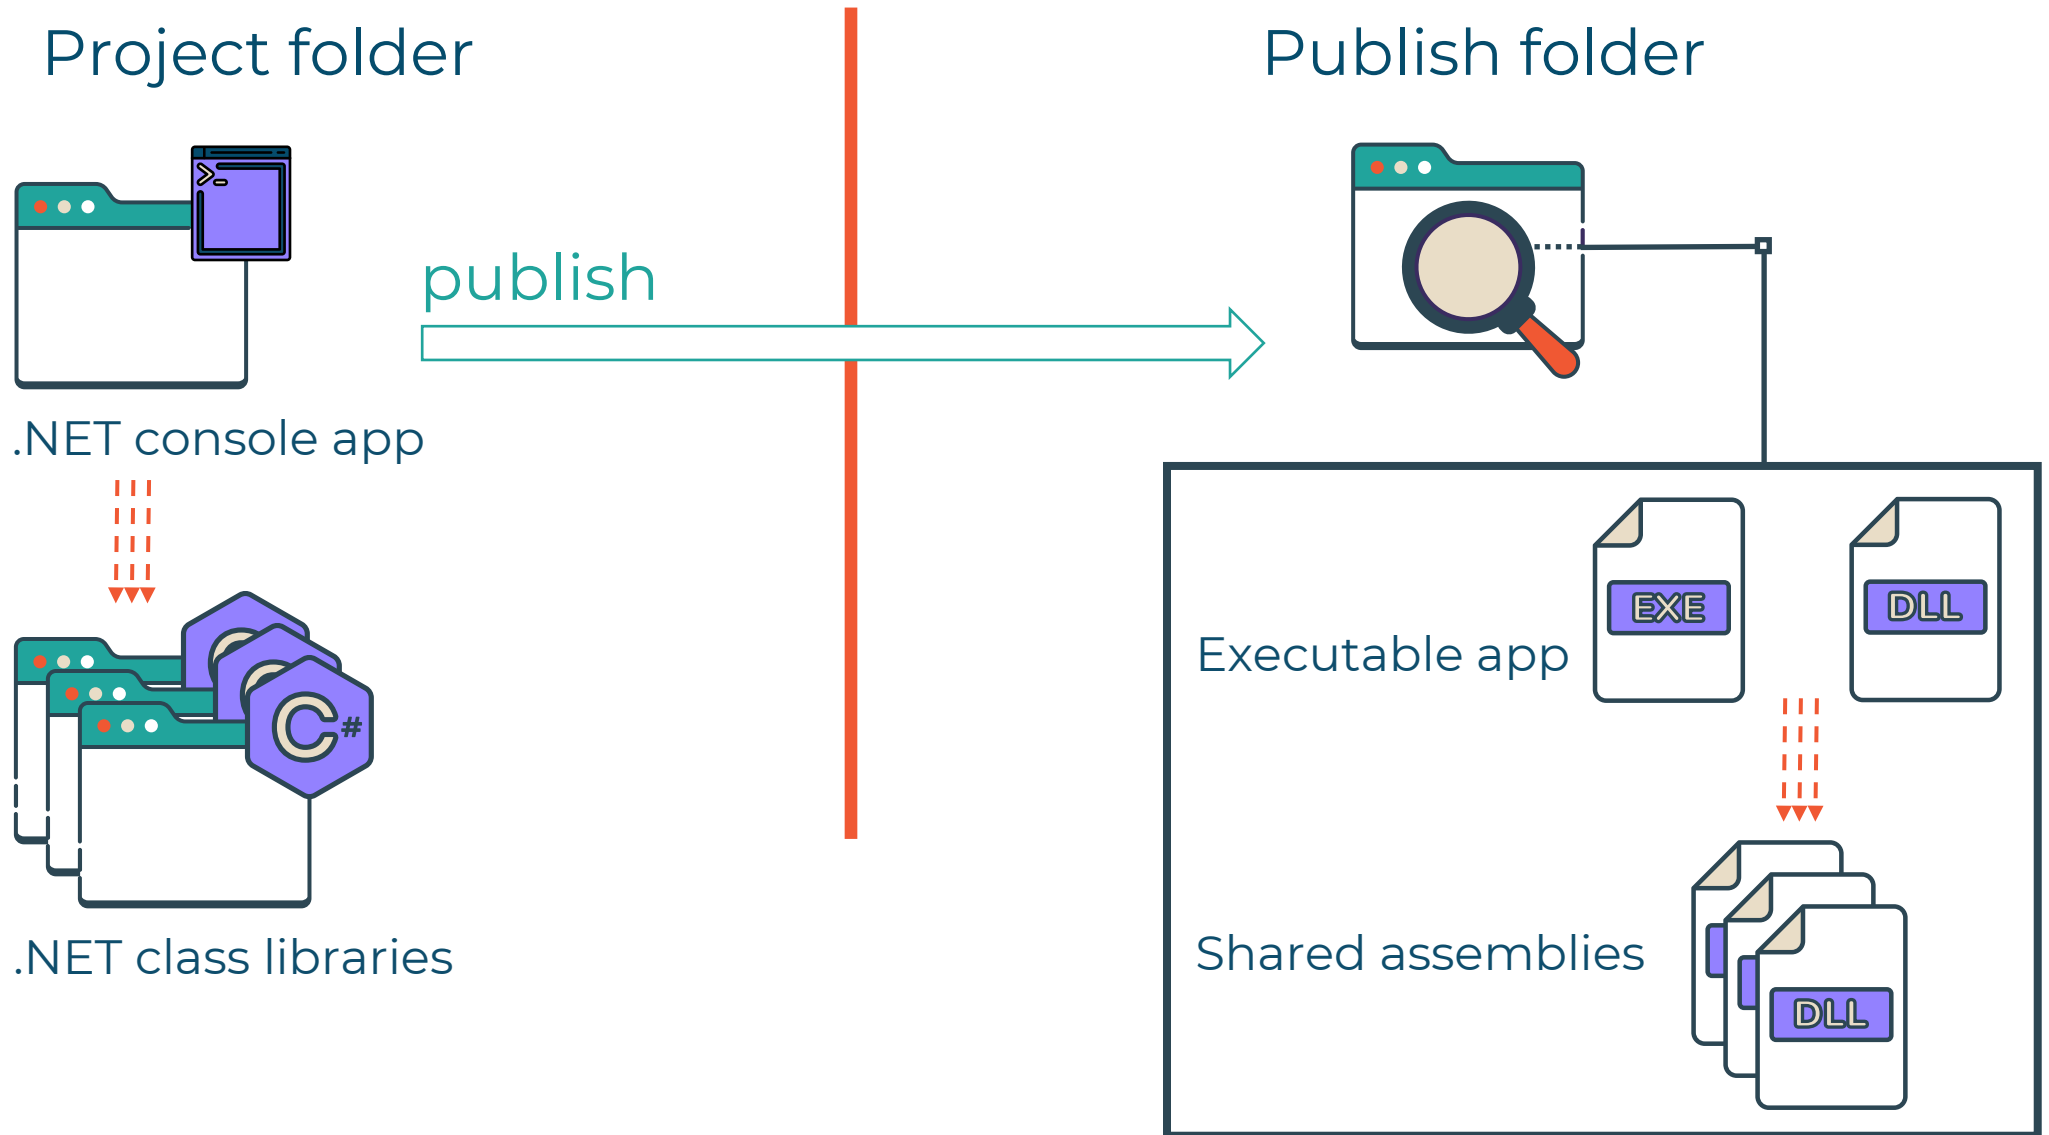 Project folder
Publish folder
>_
publish
.NET console app
EXE
DLL
Executable app
C#
.NET class libraries
Shared assemblies
DLL